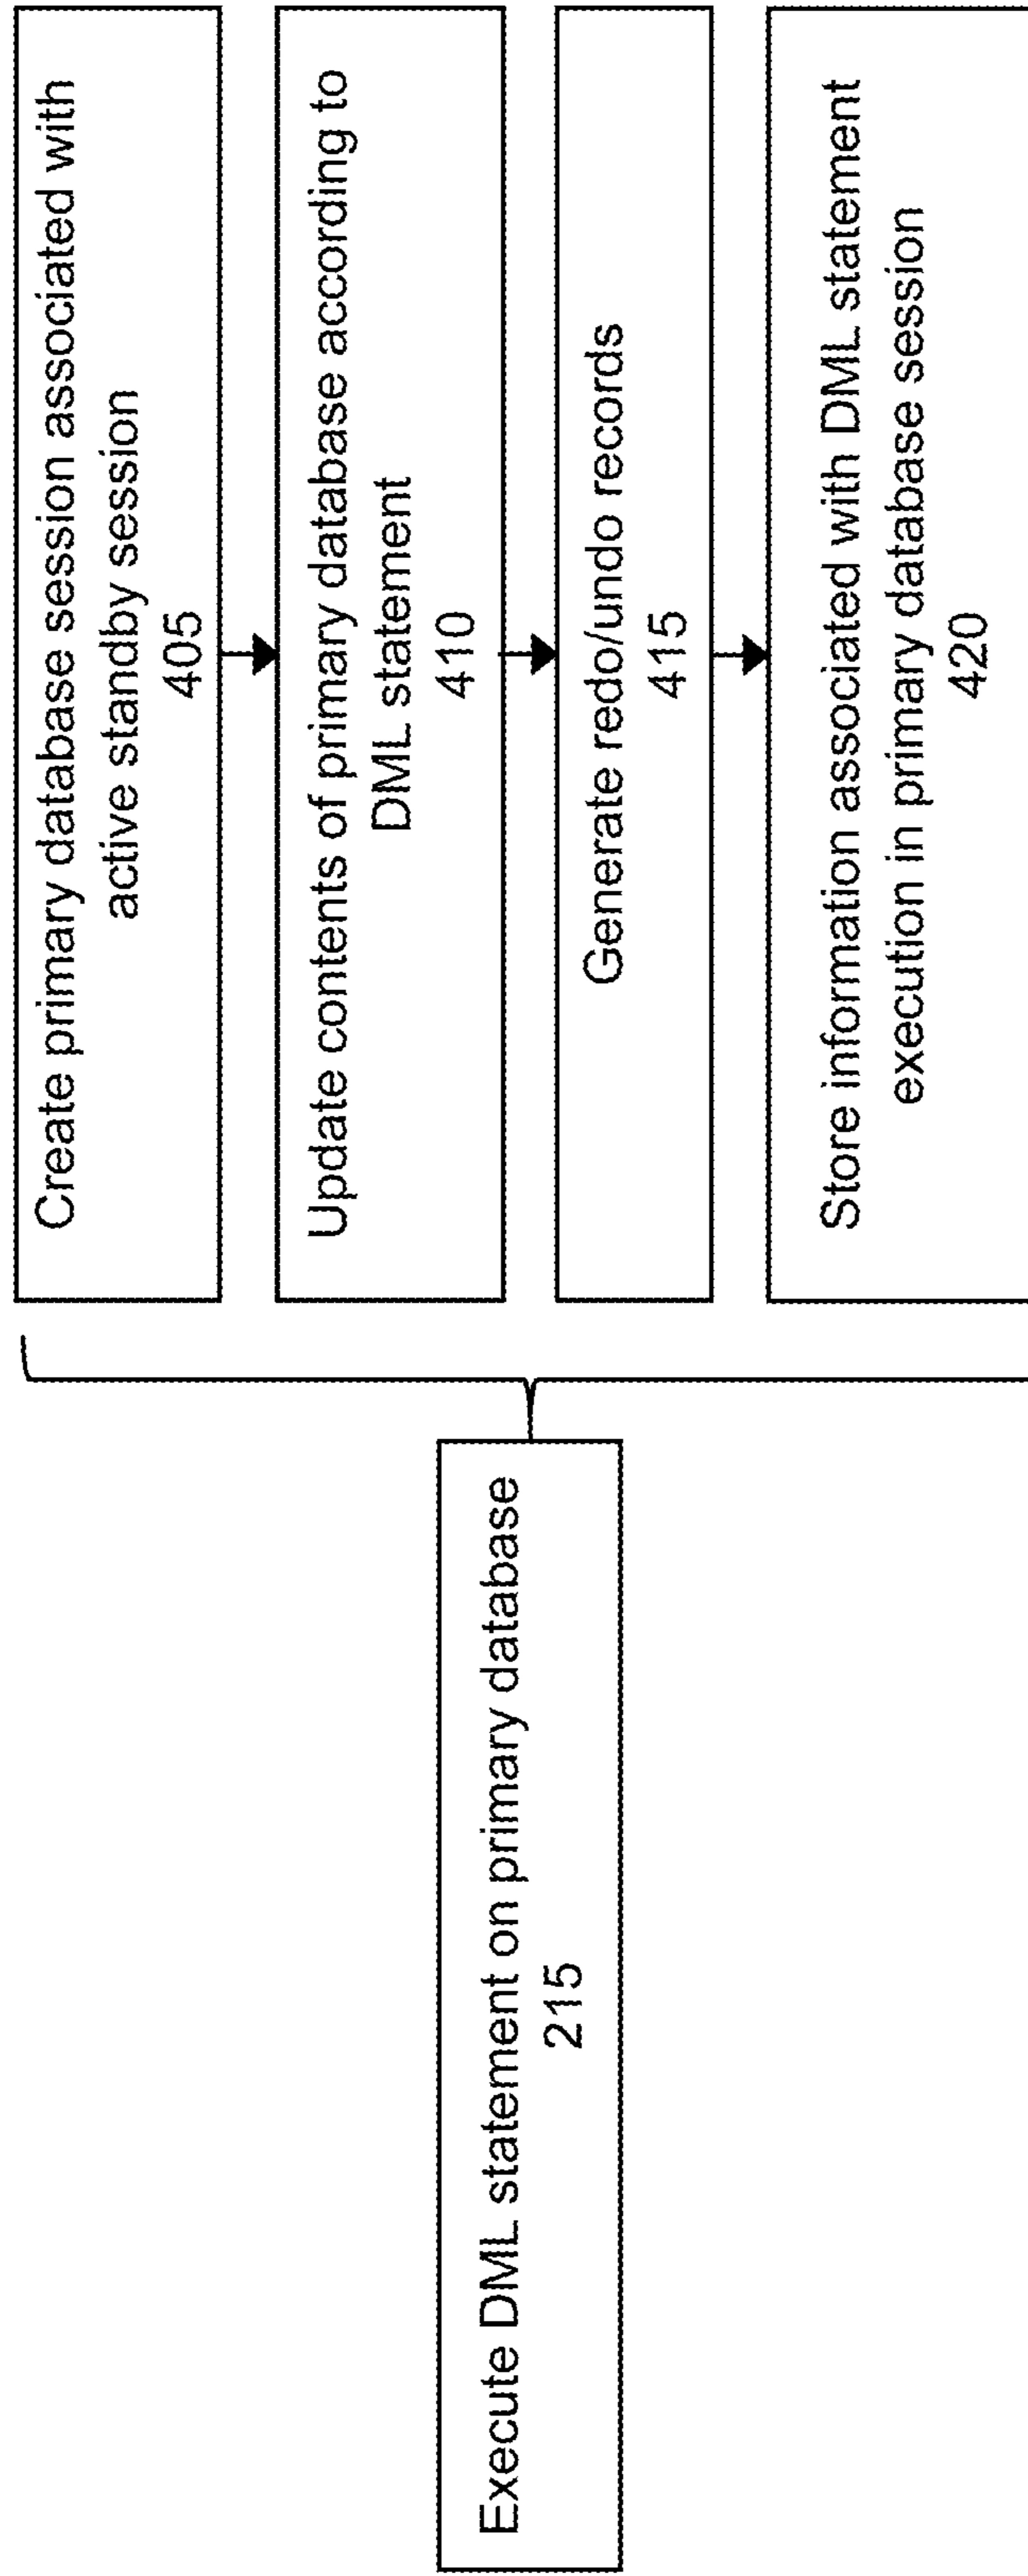 Execute DML statement on primary database
215
Create primary database session associated with
active standby session
405
Update contents of primary database according to
DML statement
410
Generate redo/undo records
415
Store information associated with DML statement
execution in primary database session
420